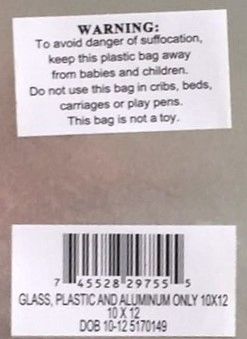 WARNING:
To avoid danger of suffocation,
keep this plastic bag away
from babies and children.
Do not use this bag in cribs, beds,
carriages or play pens.
This bag is not a toy.
7 45528 29755 5
GLASS, PLASTIC AND ALUMINUM ONLY 10X12
10 X 12
DOB 10-12 5170149